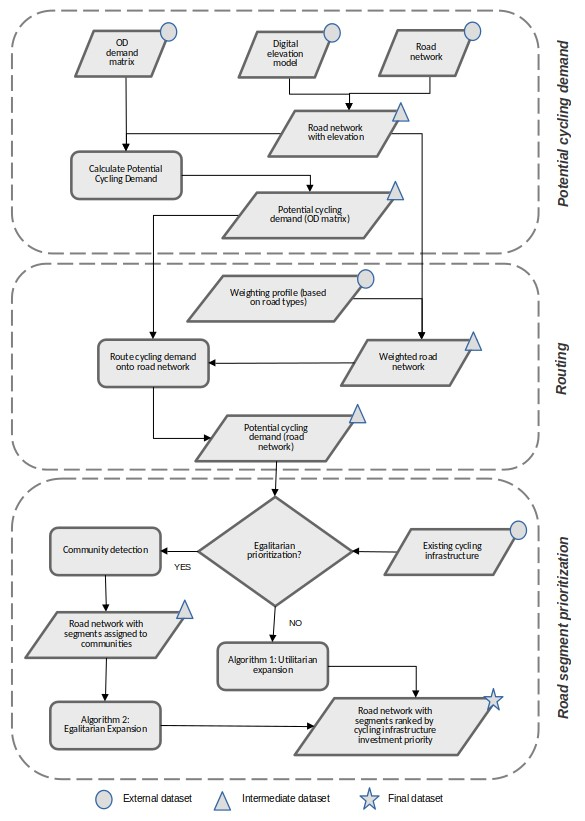 OD
demand
matrix
Digital
elevation
model
Road
network
Road network
with elevation
Calculate Potential
Cycling Demand
Potential cycling
demand (OD matrix)
Potential cycling demand
Weighting profile (based
on road types)
Route cycling demand
onto road network
Weighted road
network
Potential cycling
demand (road
network)
Routing
Egalitarian
prioritization?
Community detection
YES
Existing cycling
infrastructure
NO
Road network with
segments assigned to
communities
Algorithm 1: Utilitarian
expansion
Algorithm 2:
Egalitarian Expansion
Road network with
segments ranked by
cycling infrastructure
investment priority
Road segment prioritization
External dataset
Intermediate dataset
Final dataset